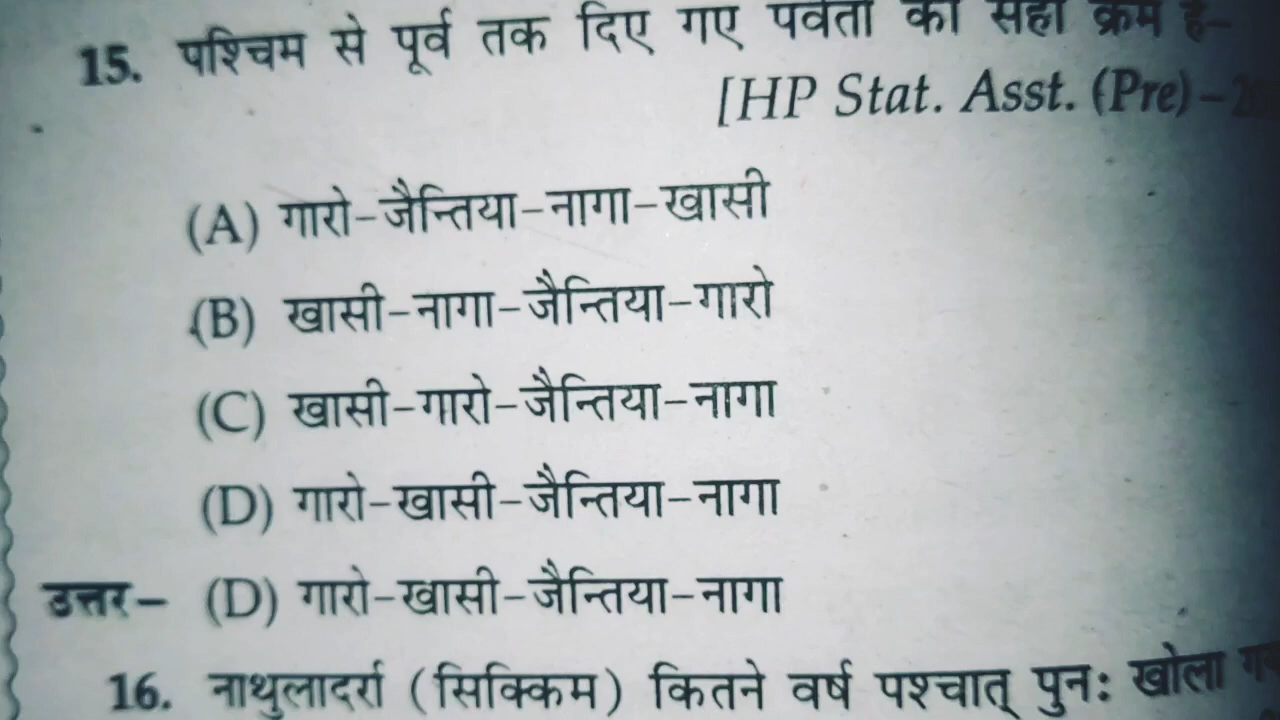 15. पश्चिम से पूर्व तक दिए गए पर्वतों का सही क्रम है-
[HP Stat. Asst. (Pre)-
(A) गारो-जैन्तिया-नागा-खासी
(B) खासी-नागा-जैन्तिया-गारो
(C) खासी-गारो-जैन्तिया-नागा
(D) गारो-खासी-जैन्तिया-नागा
उत्तर- (D) गारो-खासी-जैन्तिया-नागा
16. नाथुलादर्रा (सिक्किम) कितने वर्ष पश्चात् पुनः खोला